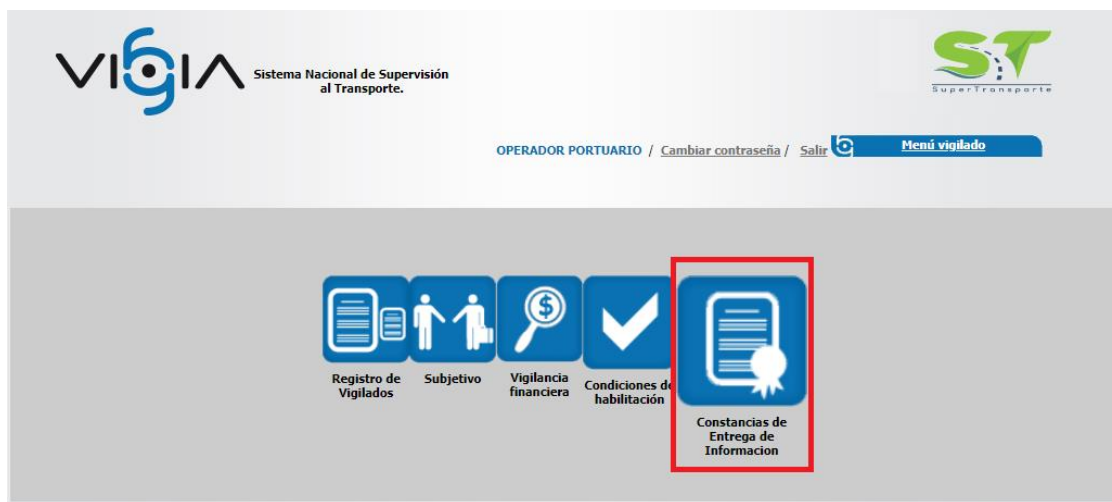 VIGIA
Sistema Nacional de Supervisión
al Transporte.
ST
SuperTransporte
OPERADOR PORTUARIO / Cambiar contraseña / Salir
Menú vigilado
Registro de
Vigilados
Subjetivo
Vigilancia
financiera
Condiciones de
habilitación
Constancias de
Entrega de
Informacion